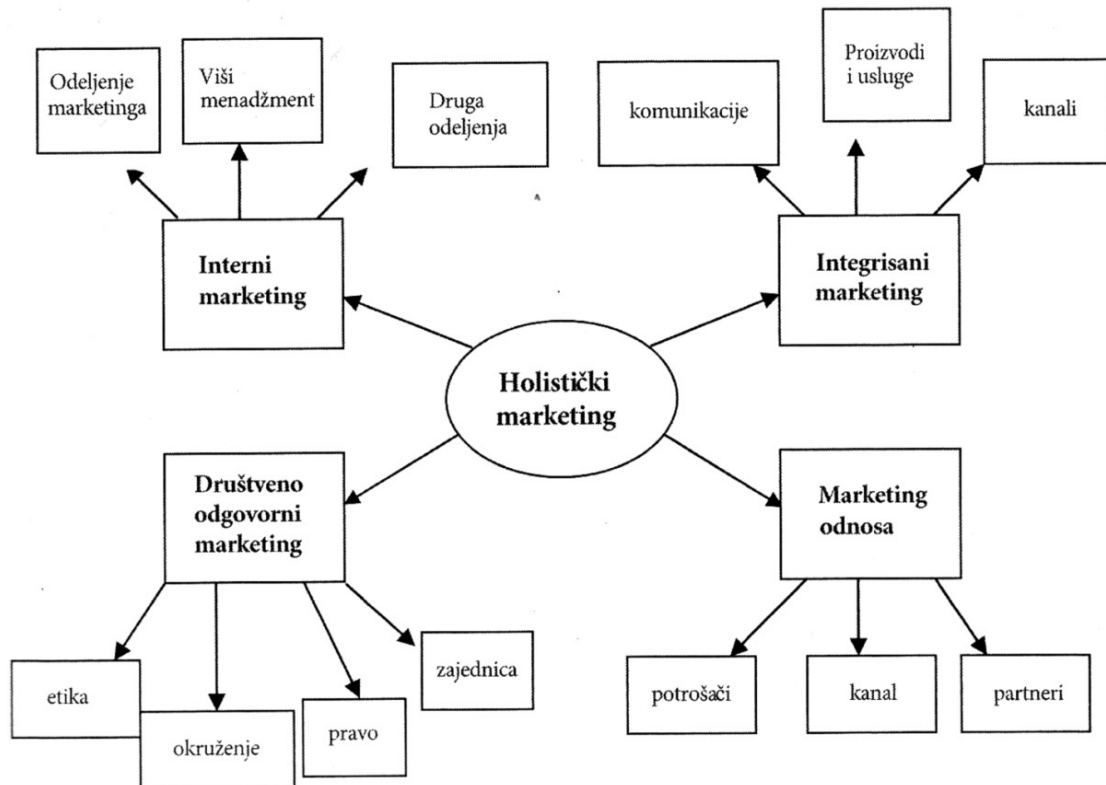 Odeljenje
marketinga
Viši
menadžment
Druga
odeljenja
komunikacije
Proizvodi
i usluge
kanali
Interni
marketing
Integrisani
marketing
Holistički
marketing
Društveno
odgovorni
marketing
Marketing
odnosa
etika
okruženje
pravo
zajednica
potrošači
kanal
partneri